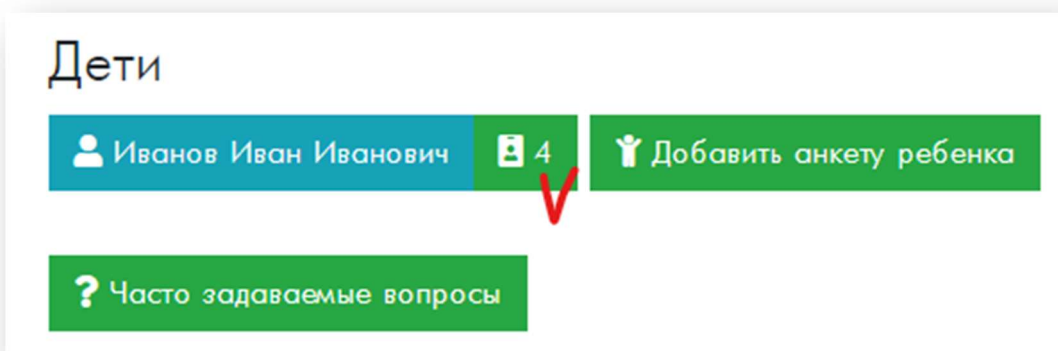 Дети
Иванов Иван Иванович 4 Добавить анкету ребенка
? Часто задаваемые вопросы